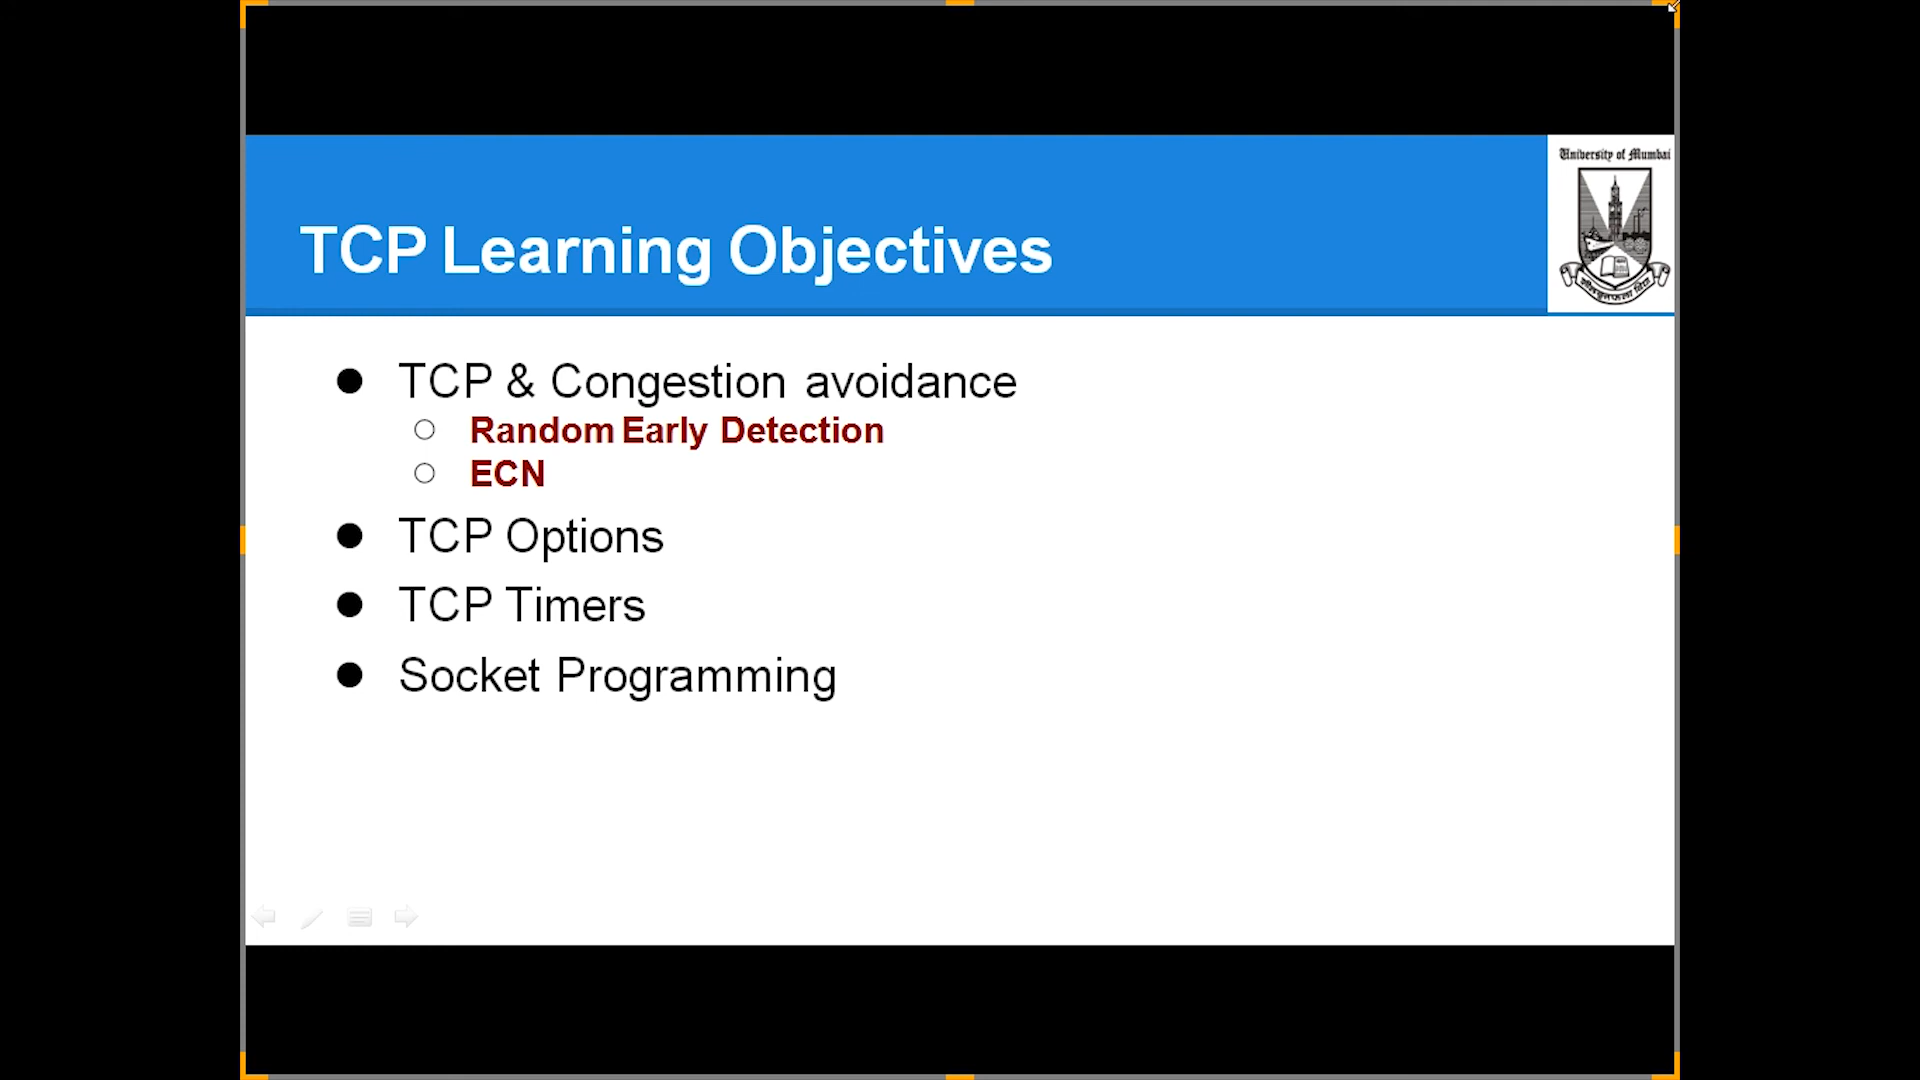 University of Mumbai
TCP Learning Objectives
TCP & Congestion avoidance
Random Early Detection
ECN
TCP Options
TCP Timers
Socket Programming